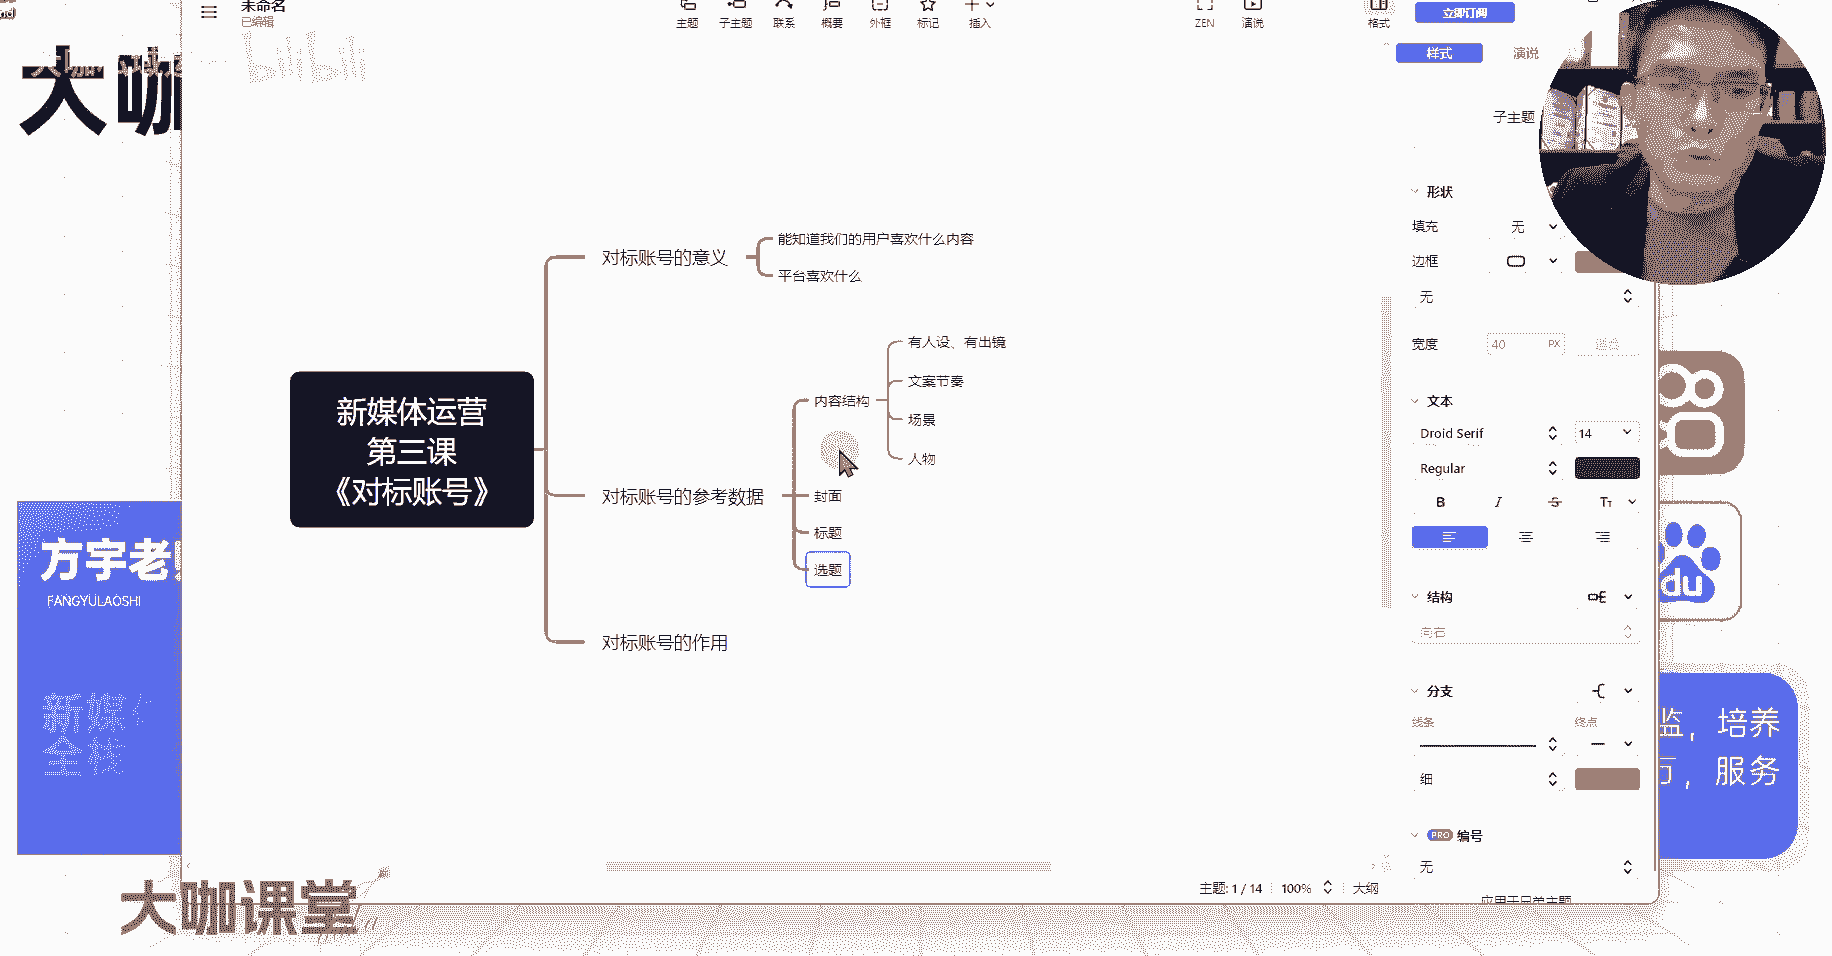 未命名
已编辑
主题
子主题
联系
概要
外框
标记
插入
ZEN
演说
格式
立即订阅
bilibili
大咖
样式
演说
子主题
形状
填充
无
边框
无
宽度
40
PX
文本
Droid Serif
14
Regular
B
I
S
TT
结构
向右
分支
线条
终点
细
PRO 编号
无
新媒体运营
第三课
《对标账号》
对标账号的意义
能知道我们的用户喜欢什么内容
平台喜欢什么
对标账号的参考数据
内容结构
有人设、有出镜
文案节奏
场景
人物
封面
标题
选题
对标账号的作用
方宇老
FANGYULAOSHI
新媒
全栈
du
监，培养
万，服务
主题: 1 / 14
100%
大纲
大咖课堂